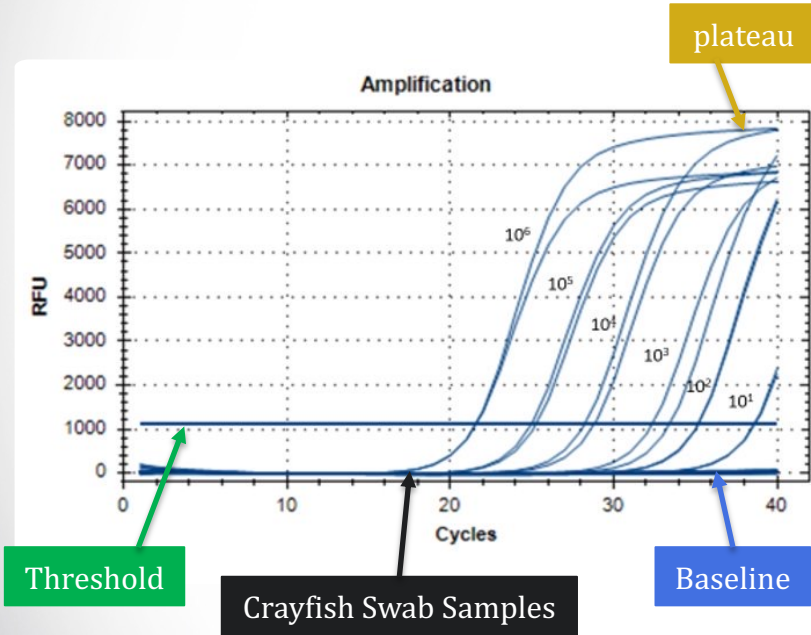 plateau
Amplification
8000
7000
6000
5000
4000
3000
2000
1000
0
RFU
10⁶
10⁵
10⁴
10³
10²
10¹
0 10 20 30 40
Cycles
Threshold
Crayfish Swab Samples
Baseline